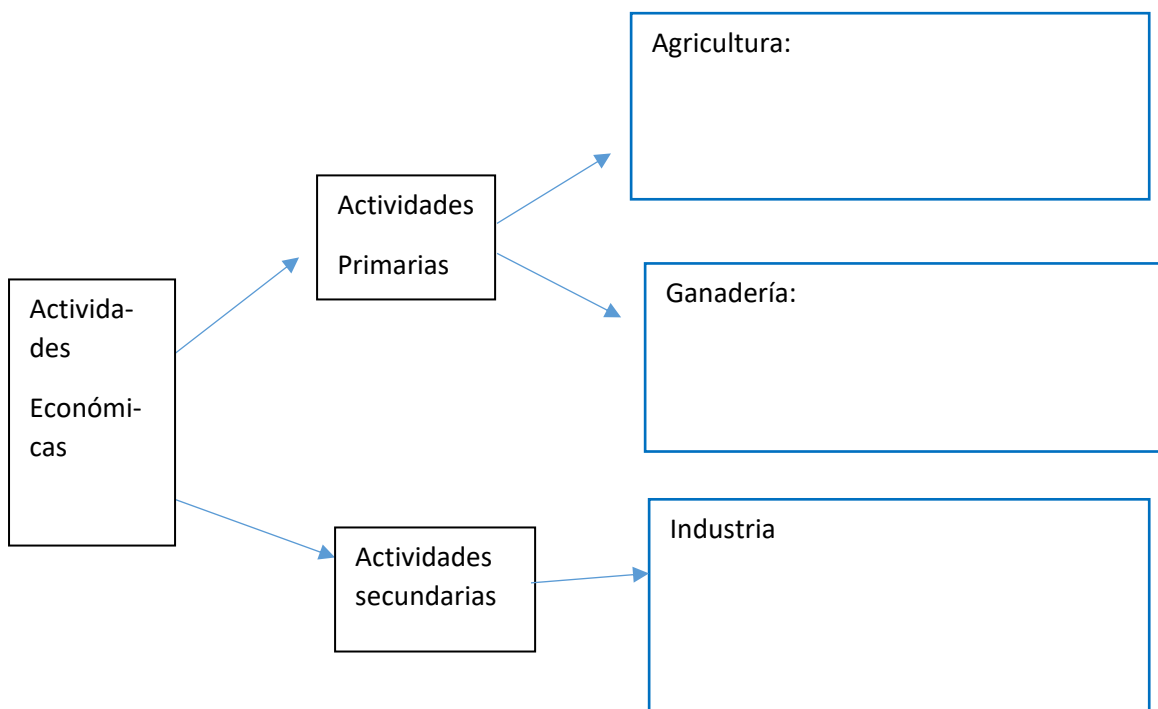 Activida-
des
Económi-
cas
Actividades
Primarias
Agricultura:
Ganadería:
Actividades
secundarias
Industria